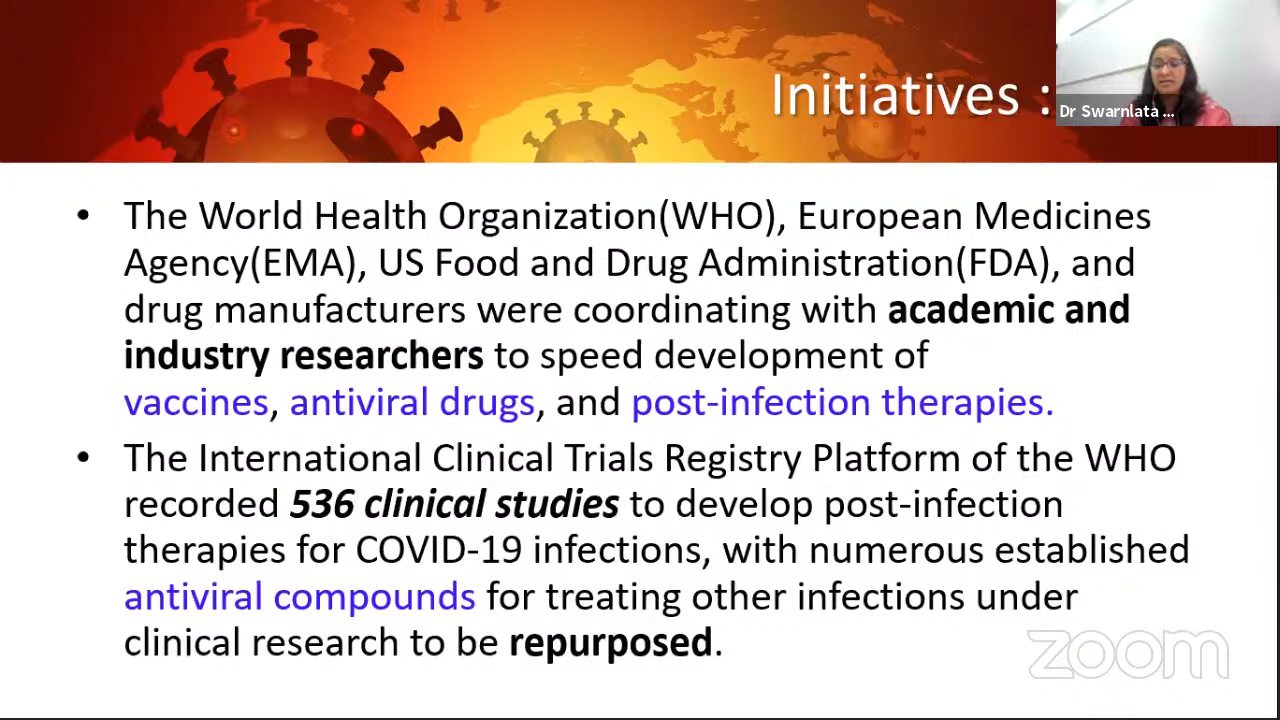 Initiatives :
Dr Swarnlata ...
• The World Health Organization(WHO), European Medicines
Agency(EMA), US Food and Drug Administration(FDA), and
drug manufacturers were coordinating with academic and
industry researchers to speed development of
vaccines, antiviral drugs, and post-infection therapies.
• The International Clinical Trials Registry Platform of the WHO
recorded 536 clinical studies to develop post-infection
therapies for COVID-19 infections, with numerous established
antiviral compounds for treating other infections under
clinical research to be repurposed.
zoom